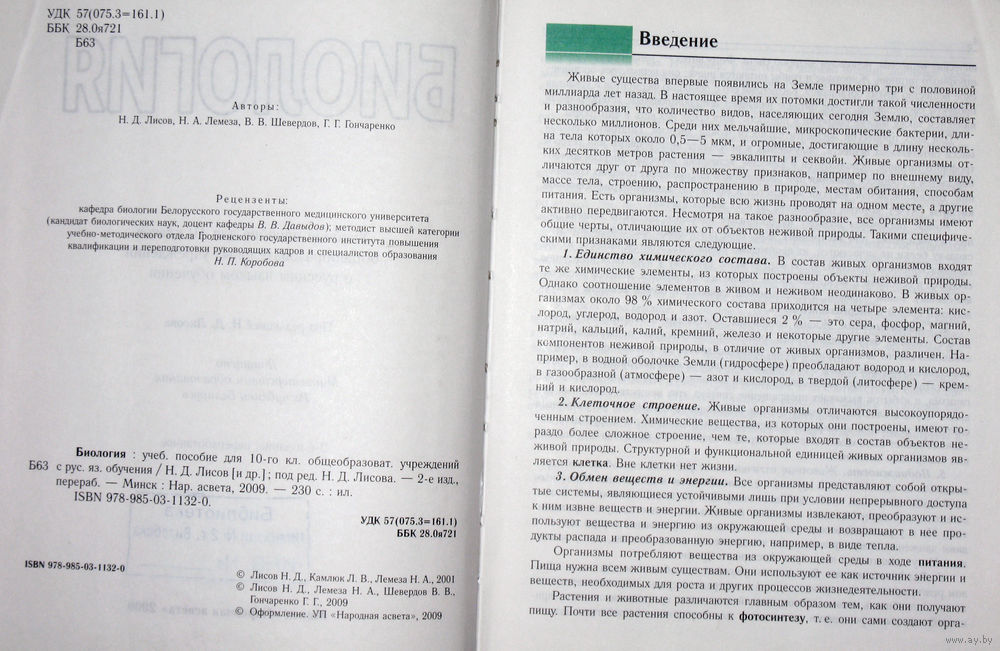 УДК 57(075.3=161.1)
ББК 28.0я721
Б63
Авторы:
Н. Д. Лисов, Н. А. Лемеза, В. В. Шевердов, Г. Г. Гончаренко
Рецензенты:
кафедра биологии Белорусского государственного медицинского университета
(кандидат биологических наук, доцент кафедры В. В. Давыдов); методист высшей категории
учебно-методического отдела Гродненского государственного института повышения
квалификации и переподготовки руководящих кадров и специалистов образования
Н. П. Коробова
Биология : учеб. пособие для 10-го кл. общеобразоват. учреждений
Б63 с рус. яз. обучения / Н. Д. Лисов [и др.] ; под ред. Н. Д. Лисова. — 2-е изд.,
перераб. — Минск : Нар. асвета, 2009. — 230 с. : ил.
ISBN 978-985-03-1132-0.
УДК 57(075.3=161.1)
ББК 28.0я721
ISBN 978-985-03-1132-0
© Лисов Н. Д., Камлюк Л. В., Лемеза Н. А., 2001
© Лисов Н. Д., Лемеза Н. А., Шевердов В. В.,
Гончаренко Г. Г., 2009
© Оформление. УП «Народная асвета», 2009
Введение
Живые существа впервые появились на Земле примерно три с половиной
миллиарда лет назад. В настоящее время их потомки достигли такой численности
и разнообразия, что количество видов, населяющих сегодня Землю, составляет
несколько миллионов. Среди них мельчайшие, микроскопические бактерии, дли-
на тела которых около 0,5—5 мкм, и огромные, достигающие в длину несколь-
ких десятков метров растения — эвкалипты и секвойи. Живые организмы от-
личаются друг от друга по множеству признаков, например по внешнему виду,
массе тела, строению, распространению в природе, местам обитания, способам
питания. Есть организмы, которые всю жизнь проводят на одном месте, а другие
активно передвигаются. Несмотря на такое разнообразие, все организмы имеют
общие черты, отличающие их от объектов неживой природы. Такими специфиче-
скими признаками являются следующие.
1. Единство химического состава. В состав живых организмов входят
те же химические элементы, из которых построены объекты неживой природы.
Однако соотношение элементов в живом и неживом неодинаково. В живых ор-
ганизмах около 98 % химического состава приходится на четыре элемента: кис-
лород, углерод, водород и азот. Оставшиеся 2 % — это сера, фосфор, магний,
натрий, кальций, калий, кремний, железо и некоторые другие элементы. Состав
компонентов неживой природы, в отличие от живых организмов, различен. На-
пример, в водной оболочке Земли (гидросфере) преобладают водород и кислород,
в газообразной (атмосфере) — азот и кислород, в твердой (литосфере) — крем-
ний и кислород.
2. Клеточное строение. Живые организмы отличаются высокоупорядо-
ченным строением. Химические вещества, из которых они построены, имеют го-
раздо более сложное строение, чем те, которые входят в состав объектов не-
живой природы. Структурной и функциональной единицей живых организмов яв-
ляется клетка. Вне клетки нет жизни.
3. Обмен веществ и энергии. Все организмы представляют собой откры-
тые системы, являющиеся устойчивыми лишь при условии непрерывного доступа
к ним извне веществ и энергии. Живые организмы извлекают, преобразуют и ис-
пользуют вещества и энергию из окружающей среды и возвращают в нее про-
дукты распада и преобразованную энергию, например, в виде тепла.
Организмы потребляют вещества из окружающей среды в ходе питания.
Пища нужна всем живым существам. Они используют ее как источник энергии и
веществ, необходимых для роста и других процессов жизнедеятельности.
Растения и животные различаются главным образом тем, как они получают
пищу. Почти все растения способны к фотосинтезу, т. е. они сами создают орга-
www.ay.by